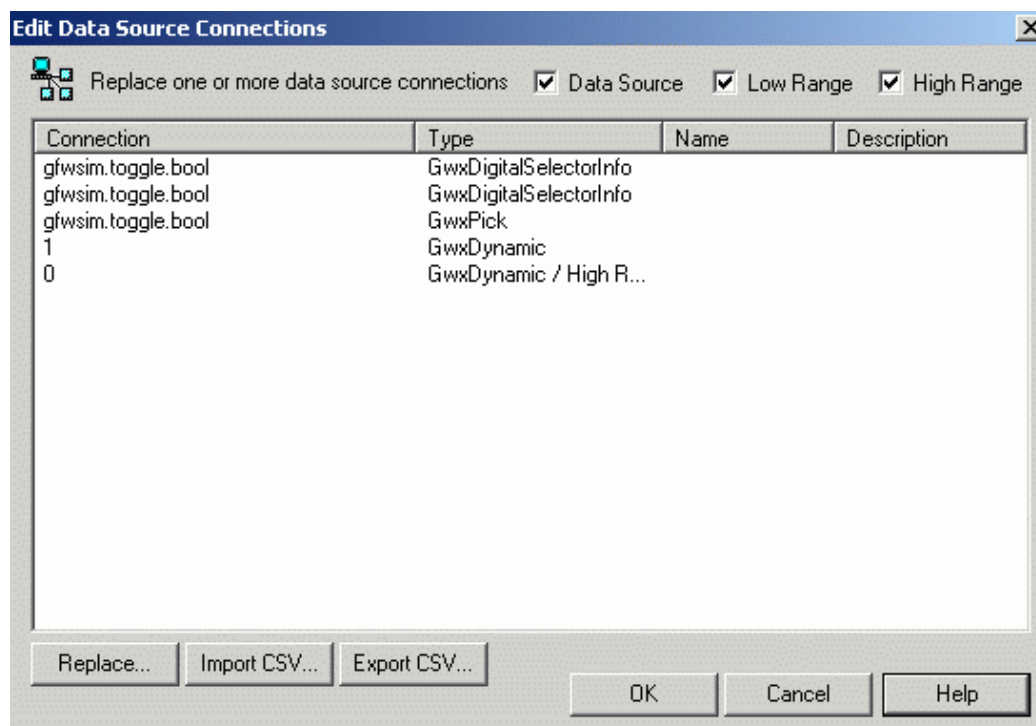 Edit Data Source Connections
Replace one or more data source connections Data Source Low Range High Range
Connection Type Name Description
gfwsim.toggle.bool GwxDigitalSelectorInfo
gfwsim.toggle.bool GwxDigitalSelectorInfo
gfwsim.toggle.bool GwxPick
1 GwxDynamic
0 GwxDynamic / High R...
Replace... Import CSV... Export CSV...
OK Cancel Help